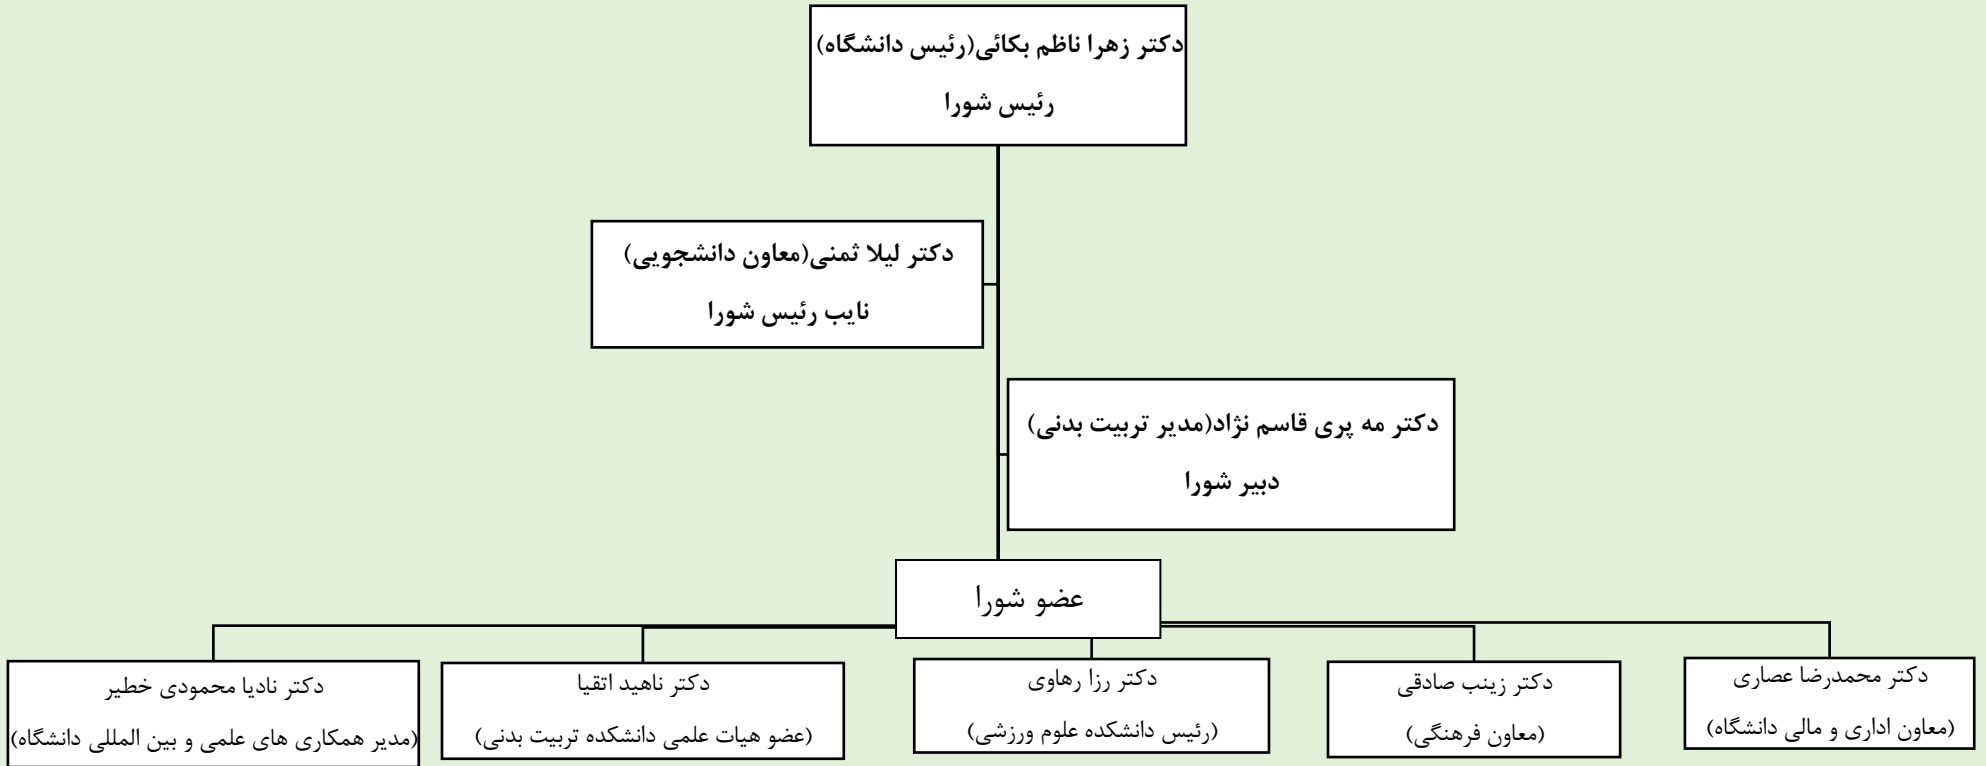 دکتر زهرا ناظم بکائی(رئیس دانشگاه)
رئیس شورا
دکتر لیلا ثمنی(معاون دانشجویی)
نایب رئیس شورا
دکتر مه پری قاسم نژاد(مدیر تربیت بدنی)
دبیر شورا
عضو شورا
دکتر محمدرضا عصاری
(معاون اداری و مالی دانشگاه)
دکتر زینب صادقی
(معاون فرهنگی)
دکتر رزا رهاوی
(رئیس دانشکده علوم ورزشی)
دکتر ناهید اتقیا
(عضو هیات علمی دانشکده تربیت بدنی)
دکتر نادیا محمودی خطیر
(مدیر همکاری های علمی و بین المللی دانشگاه)